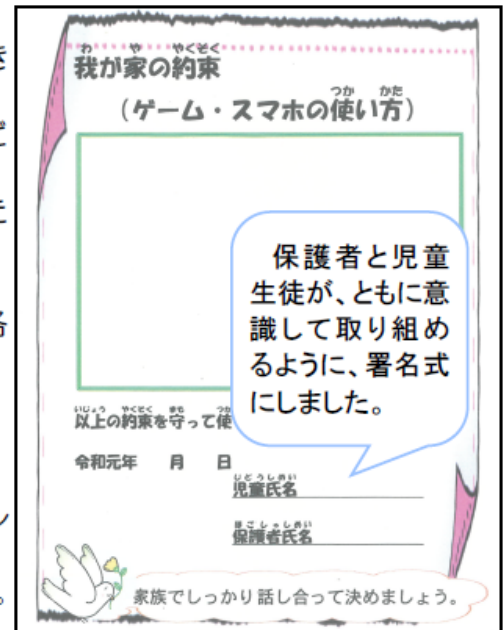 我が家の約束
（ゲーム・スマホの使い方）
保護者と児童
生徒が、ともに意
識して取り組め
るように、署名式
にしました。
以上の約束を守って使
令和元年　月　日
児童氏名
保護者氏名
家族でしっかり話し合って決めましょう。